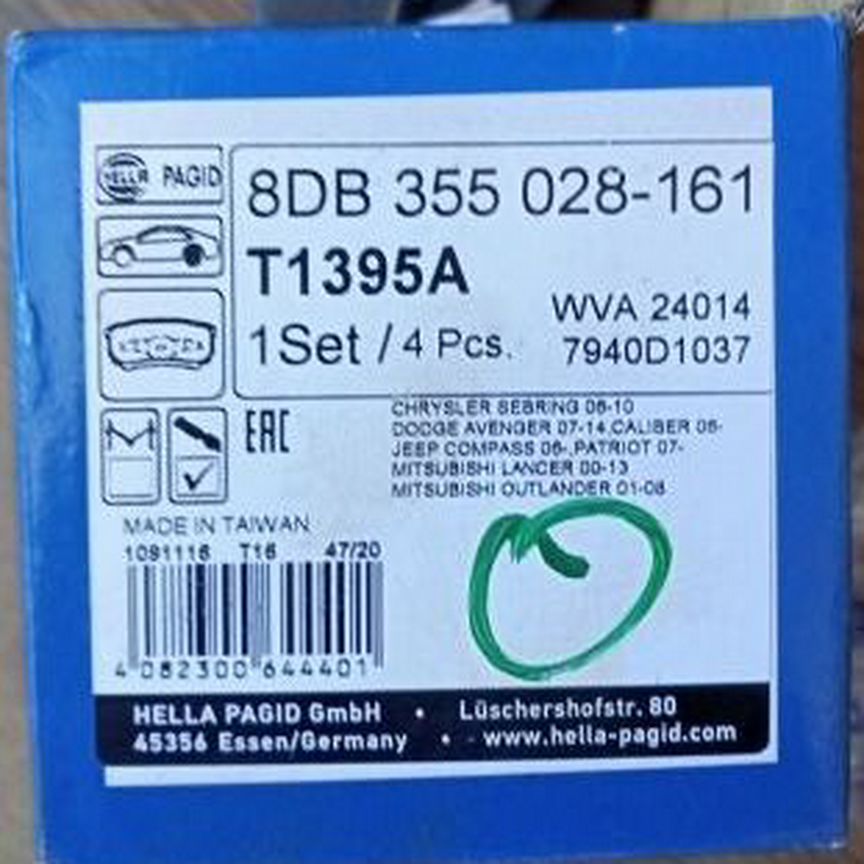 HELLA PAGID
8DB 355 028-161
T1395A
WVA 24014
1Set / 4 Pcs.
7940D1037
EAC
CHRYSLER SEBRING 06-10
DODGE AVENGER 07-14,CALIBER 06-
JEEP COMPASS 06-,PATRIOT 07-
MITSUBISHI LANCER 00-13
MITSUBISHI OUTLANDER 01-08
MADE IN TAIWAN
1091116 T16 47/20
4 082300 644401
HELLA PAGID GmbH • Lüschershofstr. 80
45356 Essen/Germany • www.hella-pagid.com